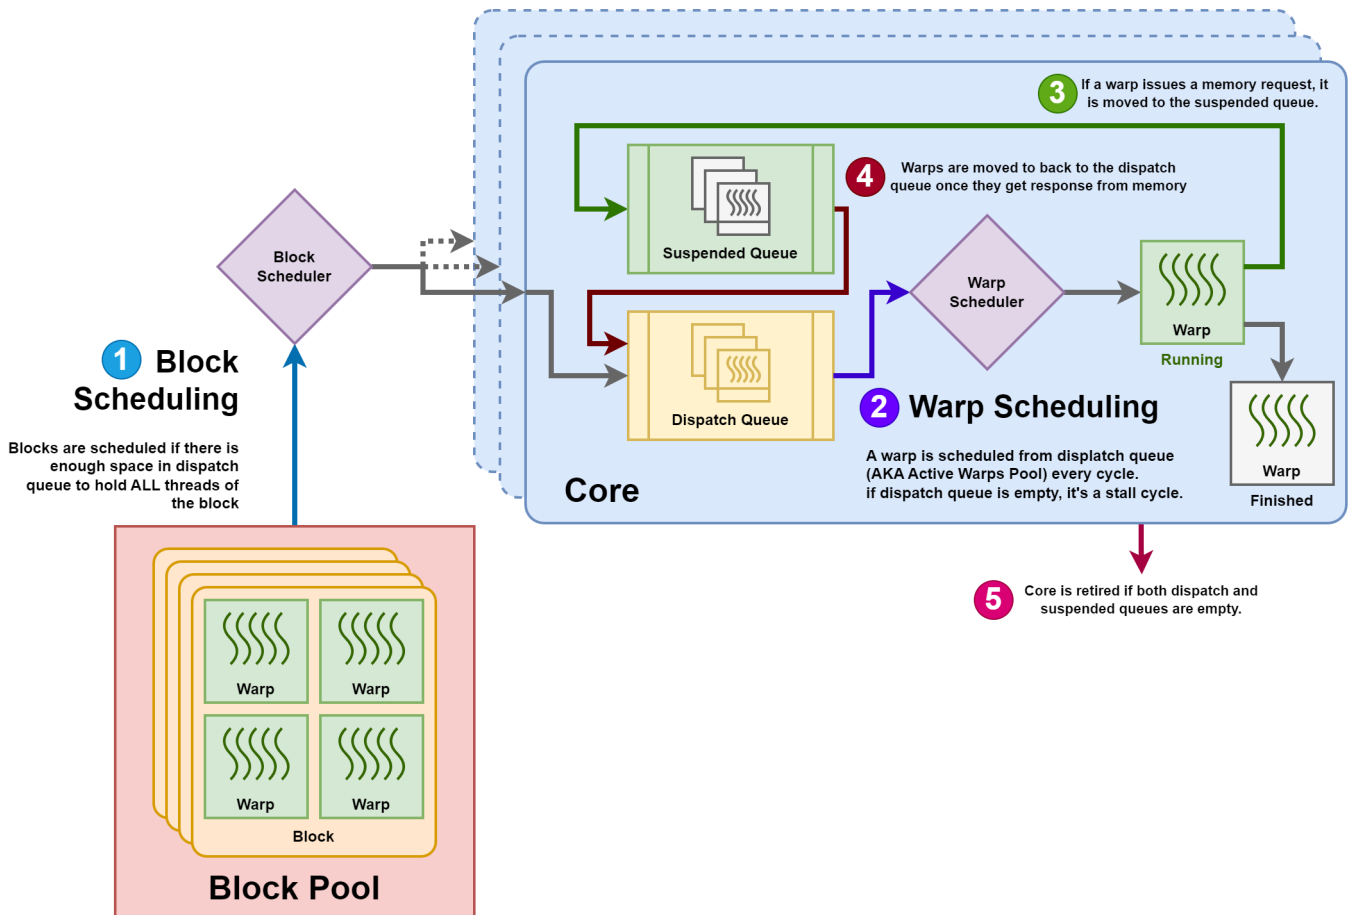 3
If a warp issues a memory request, it
is moved to the suspended queue.
4
Warps are moved to back to the dispatch
queue once they get response from memory
Suspended Queue
Block
Scheduler
Warp
Scheduler
Warp
Running
1
Block
Scheduling
Blocks are scheduled if there is
enough space in dispatch
queue to hold ALL threads of
the block
Dispatch Queue
2
Warp Scheduling
A warp is scheduled from displatch queue
(AKA Active Warps Pool) every cycle.
if dispatch queue is empty, it's a stall cycle.
Warp
Finished
Core
5
Core is retired if both dispatch and
suspended queues are empty.
Warp
Warp
Warp
Warp
Block
Block Pool